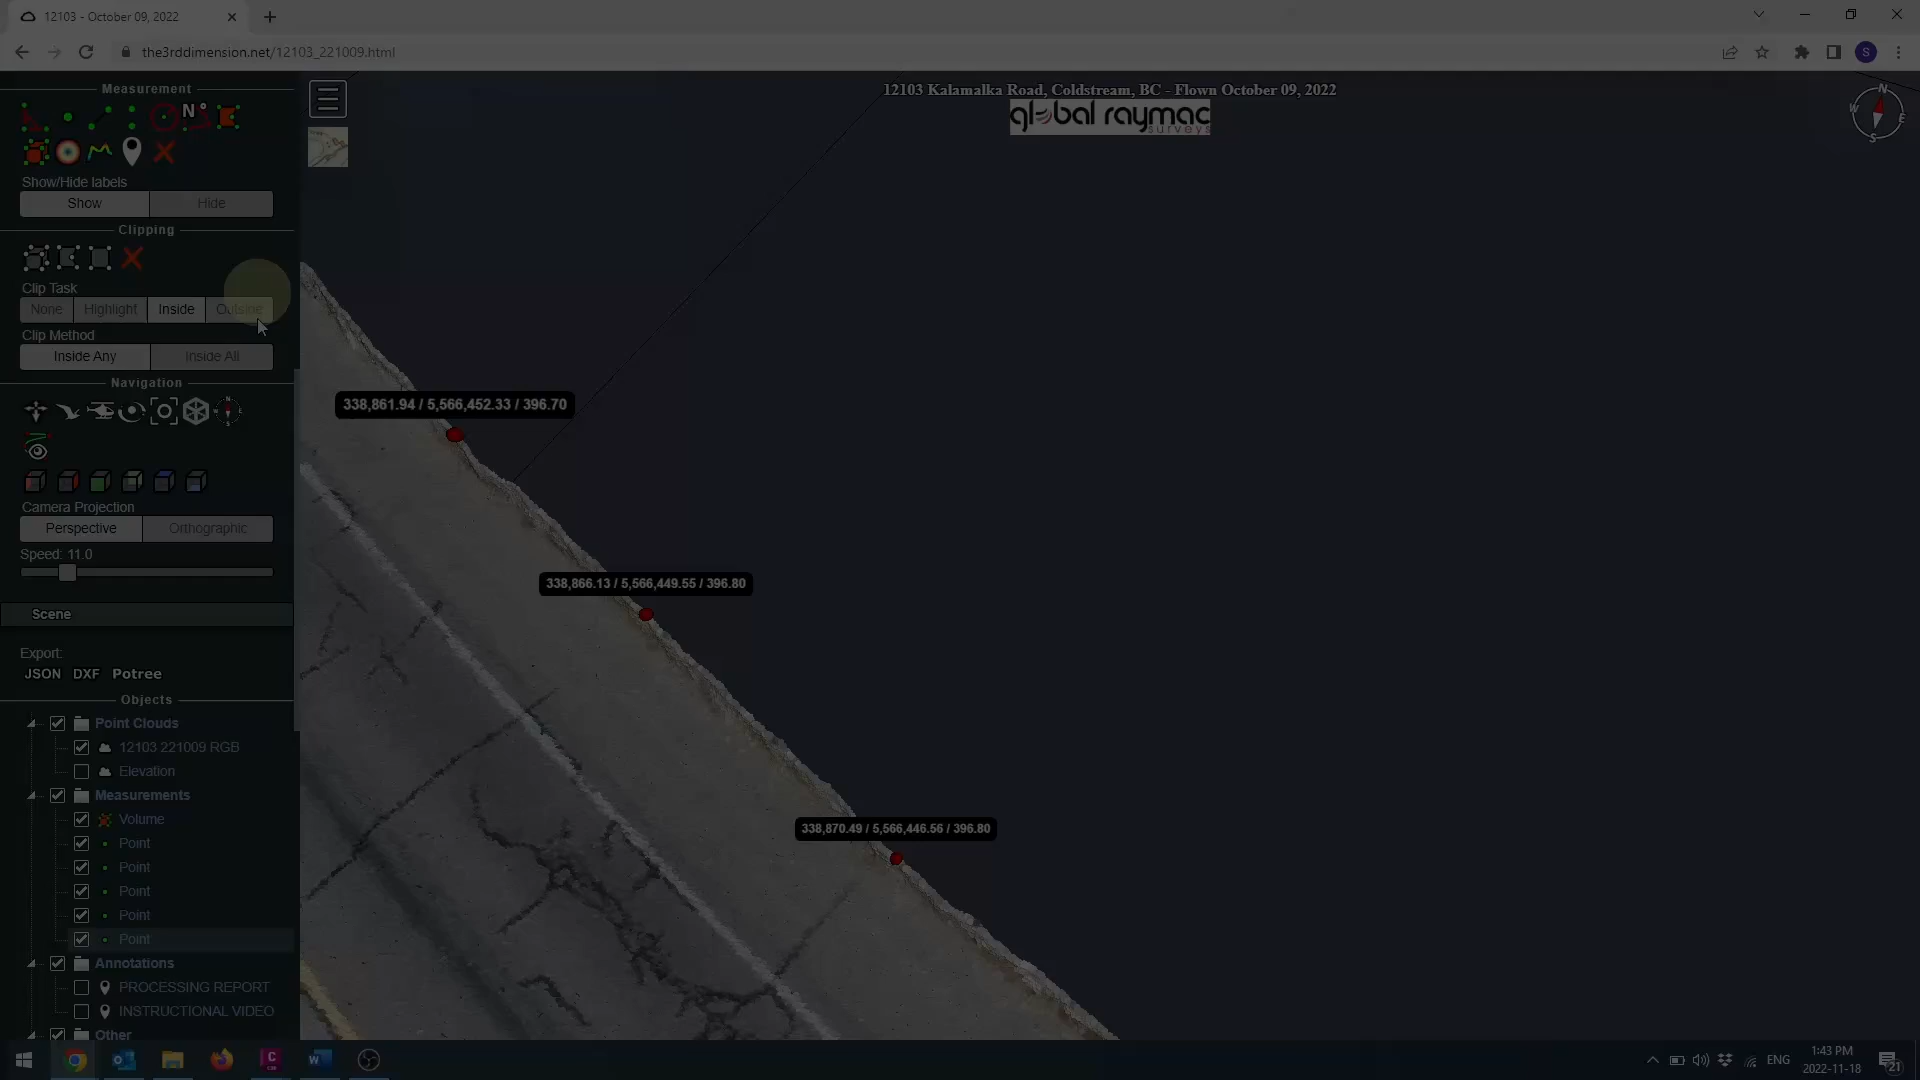 12103 - October 09, 2022
the3rddimension.net/12103_221009.html
S
Measurement
N°
Show/Hide labels
Show Hide
Clipping
Clip Task
None Highlight Inside Outside
Clip Method
Inside Any Inside All
Navigation
Camera Projection
Perspective Orthographic
Speed: 11.0
Scene
Export:
JSON DXF Potree
Objects
Point Clouds
12103 221009 RGB
Elevation
Measurements
Volume
Point
Point
Point
Point
Point
Annotations
PROCESSING REPORT
INSTRUCTIONAL VIDEO
Other
12103 Kalamalka Road, Coldstream, BC - Flown October 09, 2022
global raymac
surveys
N
W E
S
338,861.94 / 5,566,452.33 / 396.70
338,866.13 / 5,566,449.55 / 396.80
338,870.49 / 5,566,446.56 / 396.80
ENG
1:43 PM
2022-11-18
21